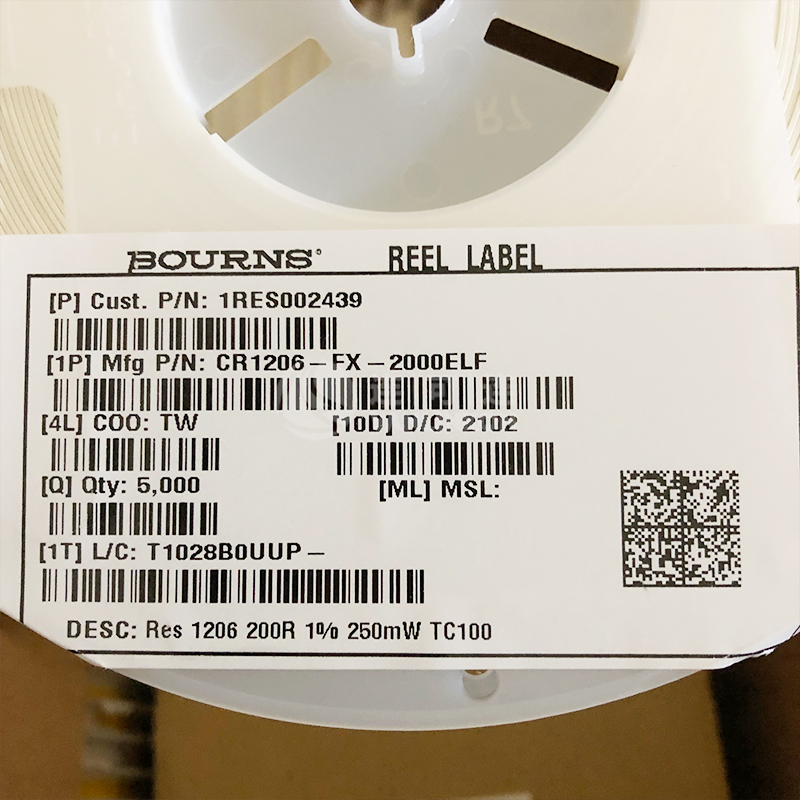 R7
BOURNS® REEL LABEL
[P] Cust. P/N: 1RES002439
[1P] Mfg P/N: CR1206-FX-2000ELF
[4L] COO: TW [10D] D/C: 2102
[Q] Qty: 5,000 [ML] MSL:
[1T] L/C: T1028B0UUP-
DESC: Res 1206 200R 1% 250mW TC100